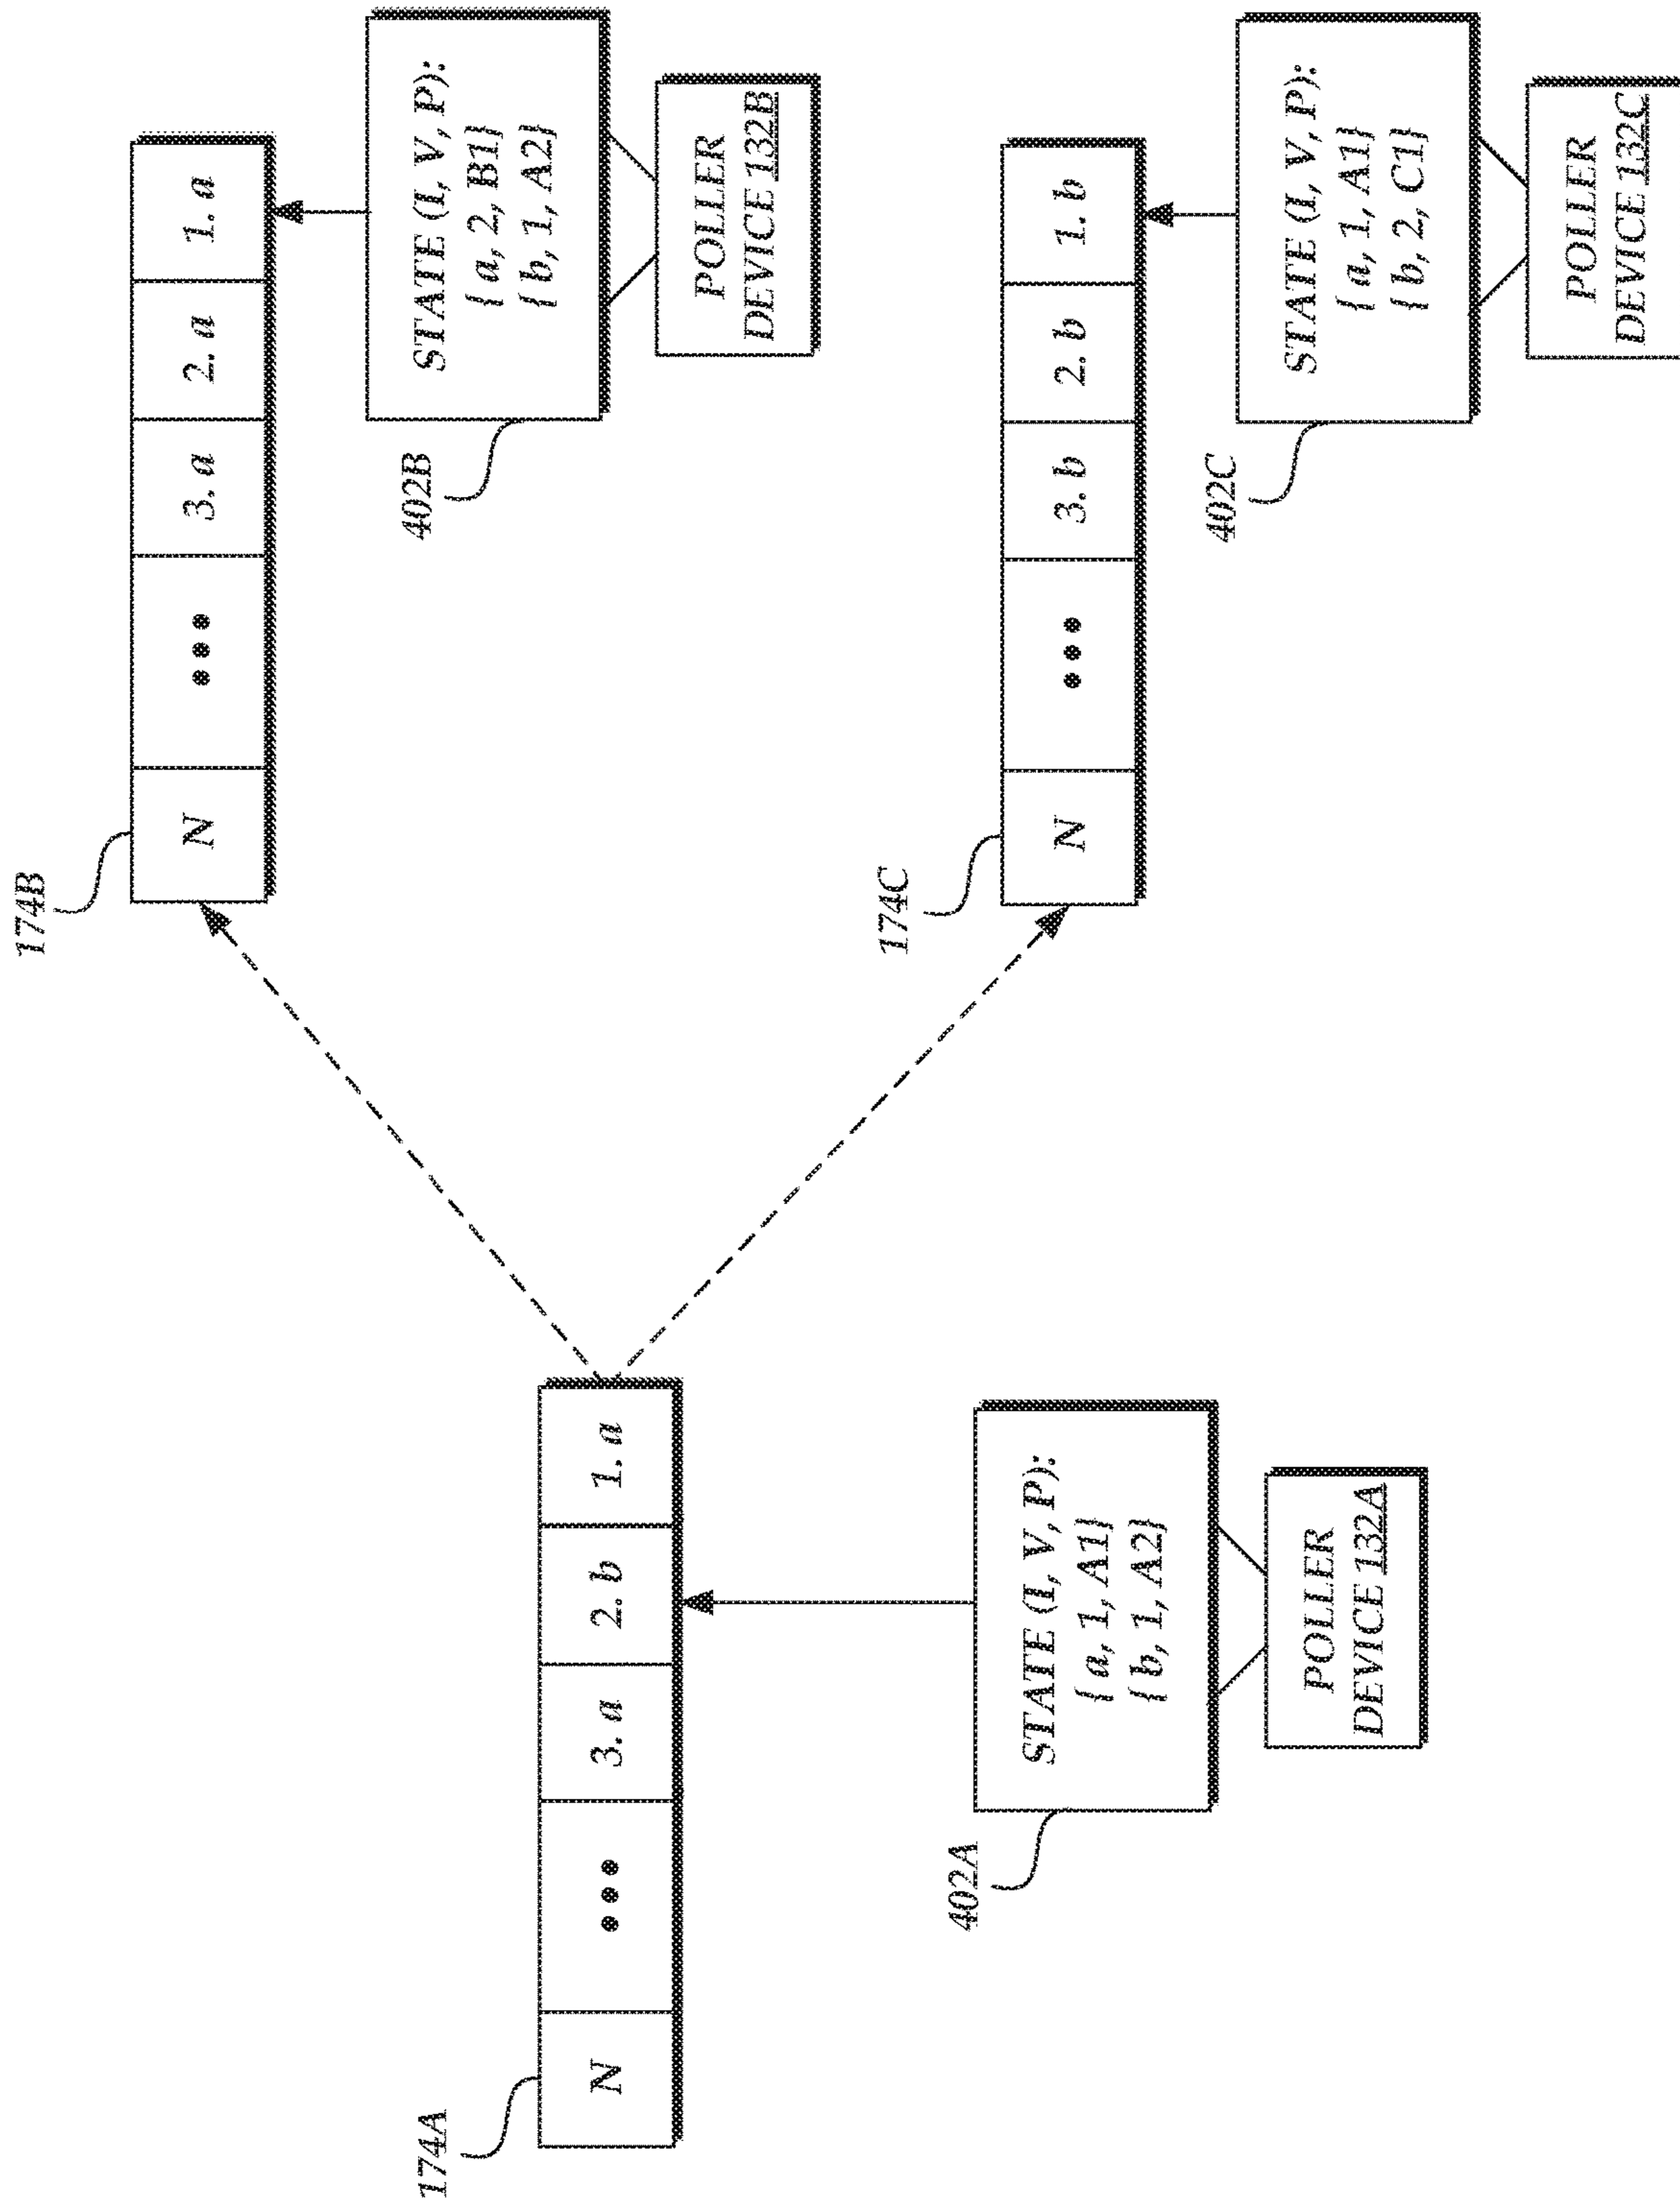 174B
N ••• 3. a 2. a 1. a
402B
STATE (I, V, P):
{ a, 2, B1}
{ b, 1, A2}
POLLER
DEVICE 132B
174A
N ••• 3. a 2. b 1. a
402A
STATE (I, V, P):
{ a, 1, A1}
{ b, 1, A2}
POLLER
DEVICE 132A
174C
N ••• 3. b 2. b 1. b
402C
STATE (I, V, P):
{ a, 1, A1}
{ b, 2, C1}
POLLER
DEVICE 132C